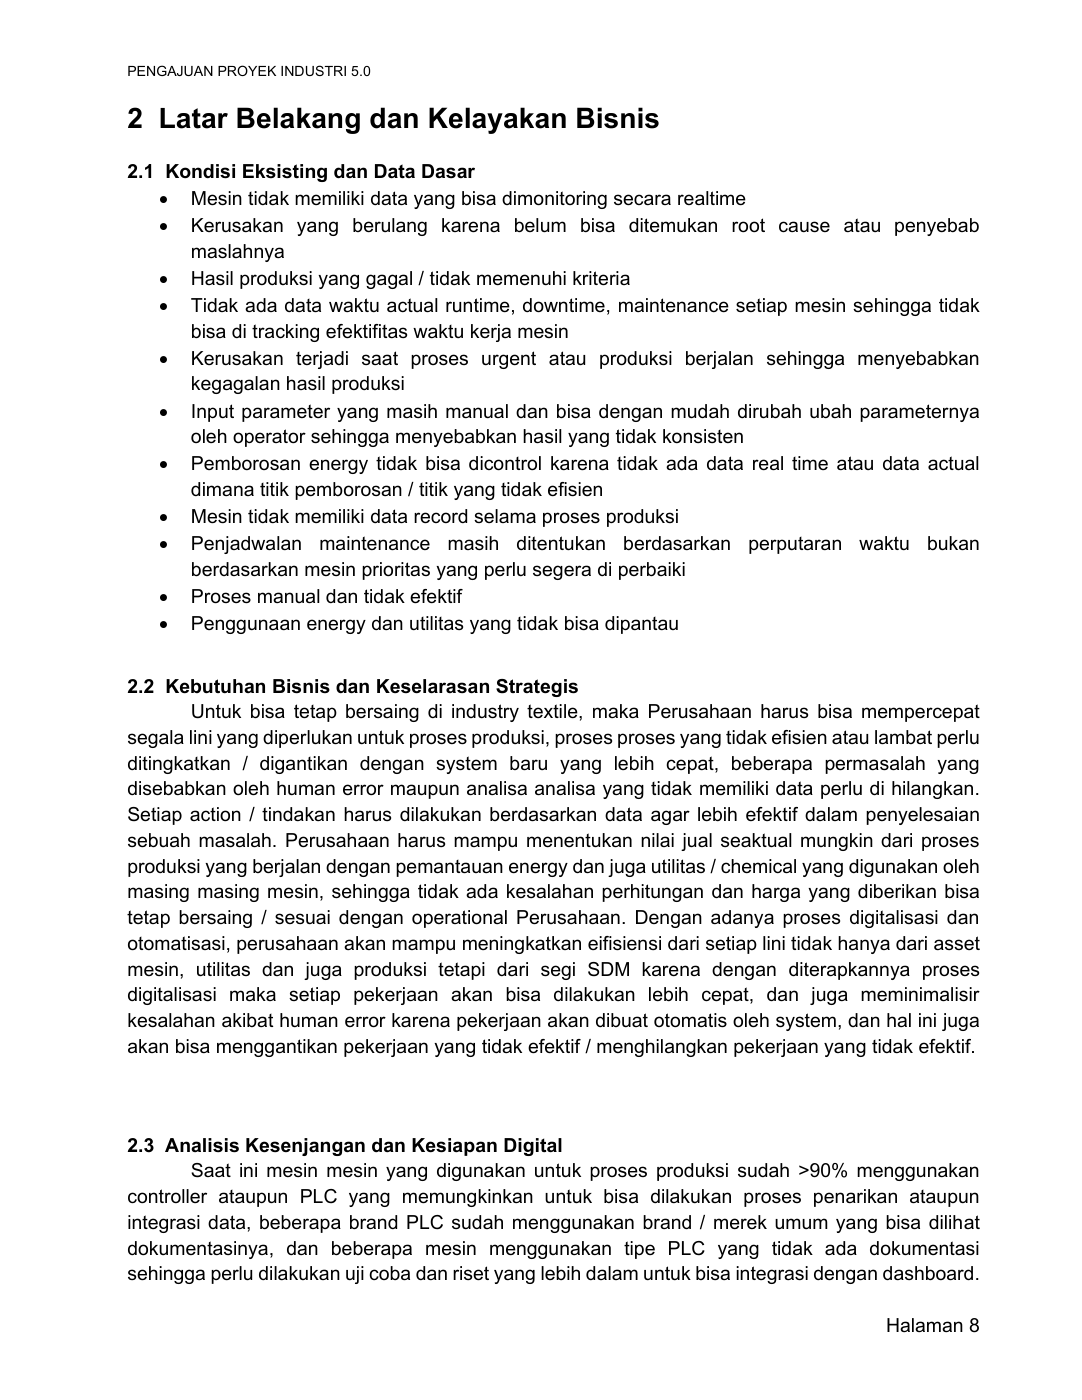 PENGAJUAN PROYEK INDUSTRI 5.0
2 Latar Belakang dan Kelayakan Bisnis
2.1 Kondisi Eksisting dan Data Dasar
• Mesin tidak memiliki data yang bisa dimonitoring secara realtime
• Kerusakan yang berulang karena belum bisa ditemukan root cause atau penyebab
maslahnya
• Hasil produksi yang gagal / tidak memenuhi kriteria
• Tidak ada data waktu actual runtime, downtime, maintenance setiap mesin sehingga tidak
bisa di tracking efektifitas waktu kerja mesin
• Kerusakan terjadi saat proses urgent atau produksi berjalan sehingga menyebabkan
kegagalan hasil produksi
• Input parameter yang masih manual dan bisa dengan mudah dirubah ubah parameternya
oleh operator sehingga menyebabkan hasil yang tidak konsisten
• Pemborosan energy tidak bisa dicontrol karena tidak ada data real time atau data actual
dimana titik pemborosan / titik yang tidak efisien
• Mesin tidak memiliki data record selama proses produksi
• Penjadwalan maintenance masih ditentukan berdasarkan perputaran waktu bukan
berdasarkan mesin prioritas yang perlu segera di perbaiki
• Proses manual dan tidak efektif
• Penggunaan energy dan utilitas yang tidak bisa dipantau
2.2 Kebutuhan Bisnis dan Keselarasan Strategis
Untuk bisa tetap bersaing di industry textile, maka Perusahaan harus bisa mempercepat
segala lini yang diperlukan untuk proses produksi, proses proses yang tidak efisien atau lambat perlu
ditingkatkan / digantikan dengan system baru yang lebih cepat, beberapa permasalah yang
disebabkan oleh human error maupun analisa analisa yang tidak memiliki data perlu di hilangkan.
Setiap action / tindakan harus dilakukan berdasarkan data agar lebih efektif dalam penyelesaian
sebuah masalah. Perusahaan harus mampu menentukan nilai jual seaktual mungkin dari proses
produksi yang berjalan dengan pemantauan energy dan juga utilitas / chemical yang digunakan oleh
masing masing mesin, sehingga tidak ada kesalahan perhitungan dan harga yang diberikan bisa
tetap bersaing / sesuai dengan operational Perusahaan. Dengan adanya proses digitalisasi dan
otomatisasi, perusahaan akan mampu meningkatkan eifisiensi dari setiap lini tidak hanya dari asset
mesin, utilitas dan juga produksi tetapi dari segi SDM karena dengan diterapkannya proses
digitalisasi maka setiap pekerjaan akan bisa dilakukan lebih cepat, dan juga meminimalisir
kesalahan akibat human error karena pekerjaan akan dibuat otomatis oleh system, dan hal ini juga
akan bisa menggantikan pekerjaan yang tidak efektif / menghilangkan pekerjaan yang tidak efektif.
2.3 Analisis Kesenjangan dan Kesiapan Digital
Saat ini mesin mesin yang digunakan untuk proses produksi sudah >90% menggunakan
controller ataupun PLC yang memungkinkan untuk bisa dilakukan proses penarikan ataupun
integrasi data, beberapa brand PLC sudah menggunakan brand / merek umum yang bisa dilihat
dokumentasinya, dan beberapa mesin menggunakan tipe PLC yang tidak ada dokumentasi
sehingga perlu dilakukan uji coba dan riset yang lebih dalam untuk bisa integrasi dengan dashboard.
Halaman 8